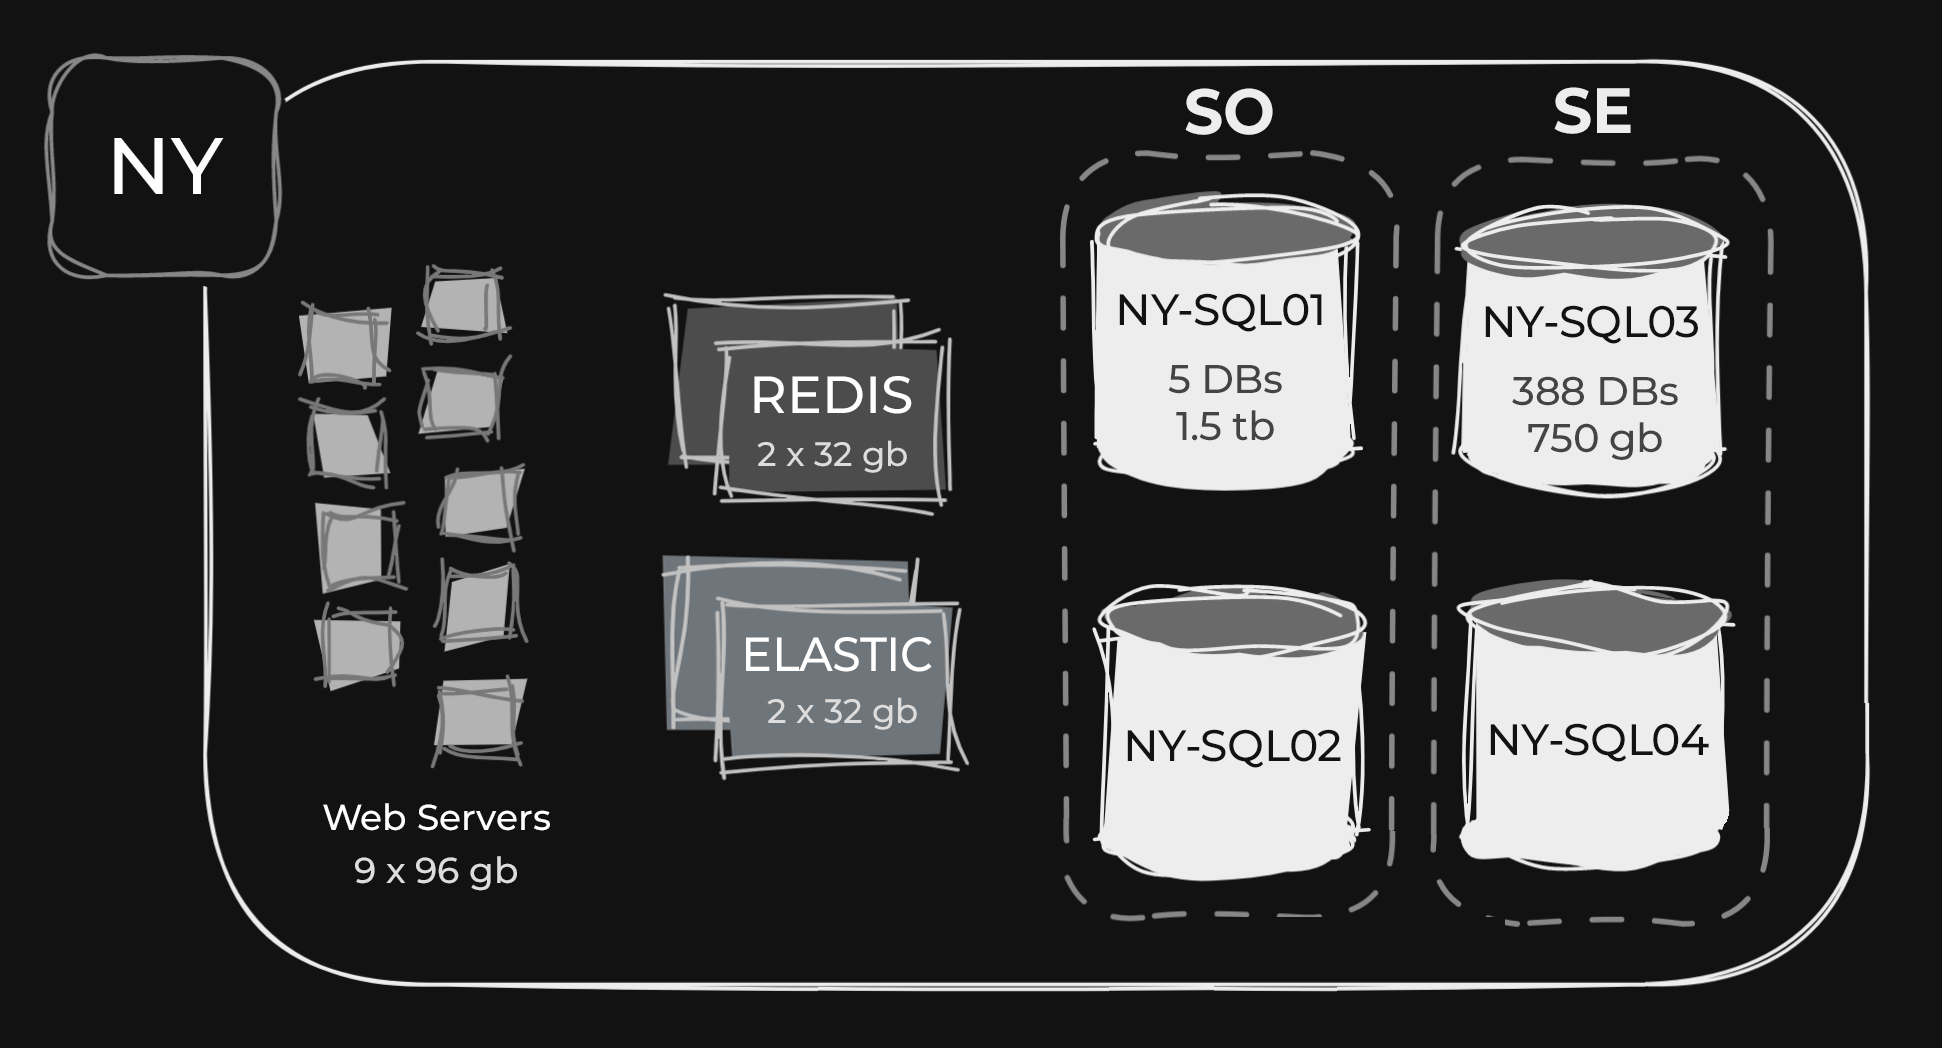 NY
Web Servers
9 x 96 gb
REDIS
2 x 32 gb
ELASTIC
2 x 32 gb
SO
NY-SQL01
5 DBs
1.5 tb
NY-SQL02
SE
NY-SQL03
388 DBs
750 gb
NY-SQL04